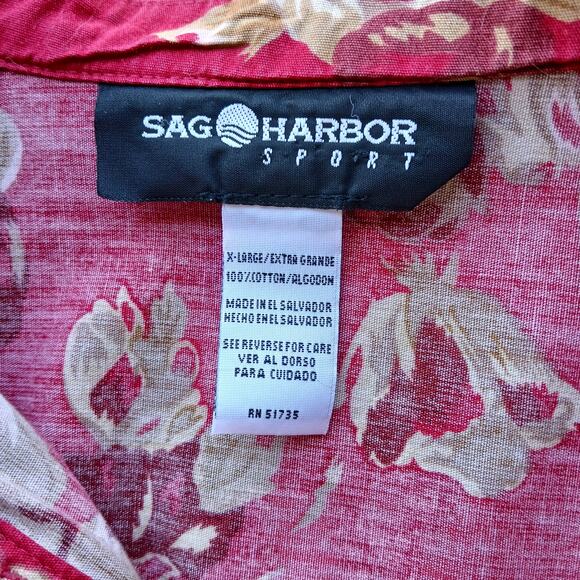 SAG HARBOR
SPORT
X-LARGE/EXTRA GRANDE
100% COTTON/ALGODON
MADE IN EL SALVADOR
HECHO EN EL SALVADOR
SEE REVERSE FOR CARE
VER AL DORSO
PARA CUIDADO
RN 51735